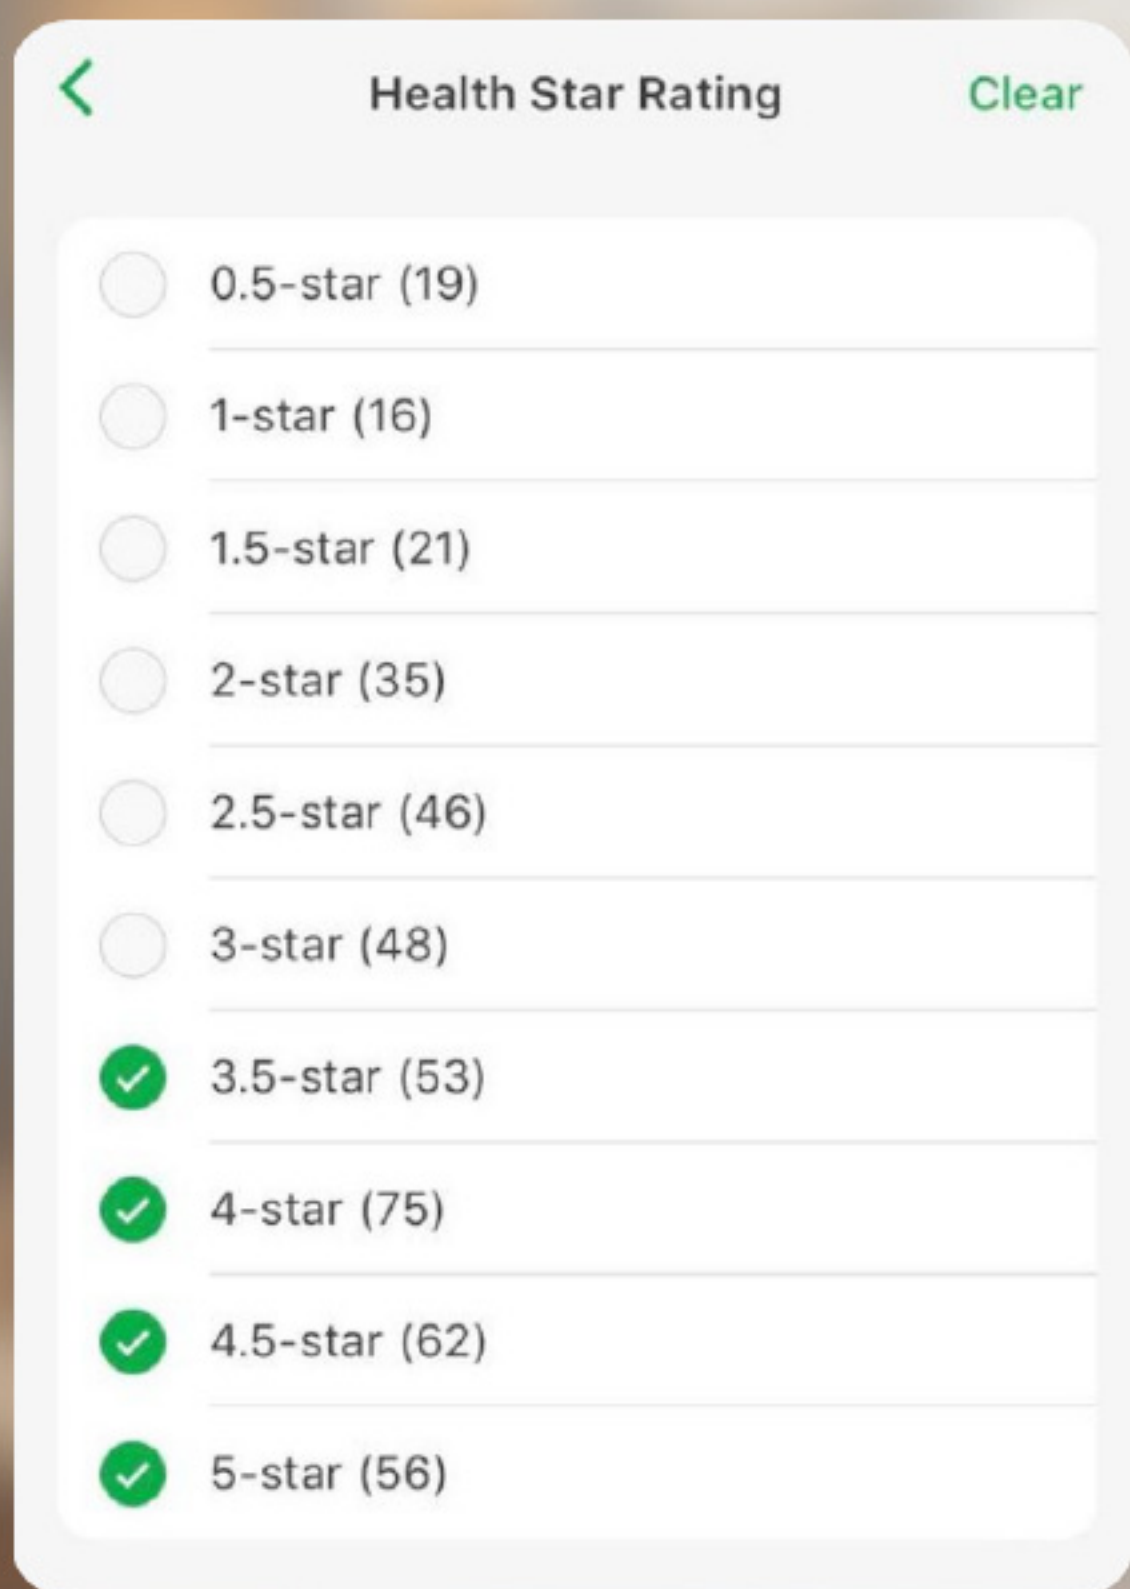 Health Star Rating
Clear
0.5-star (19)
1-star (16)
1.5-star (21)
2-star (35)
2.5-star (46)
3-star (48)
3.5-star (53)
4-star (75)
4.5-star (62)
5-star (56)